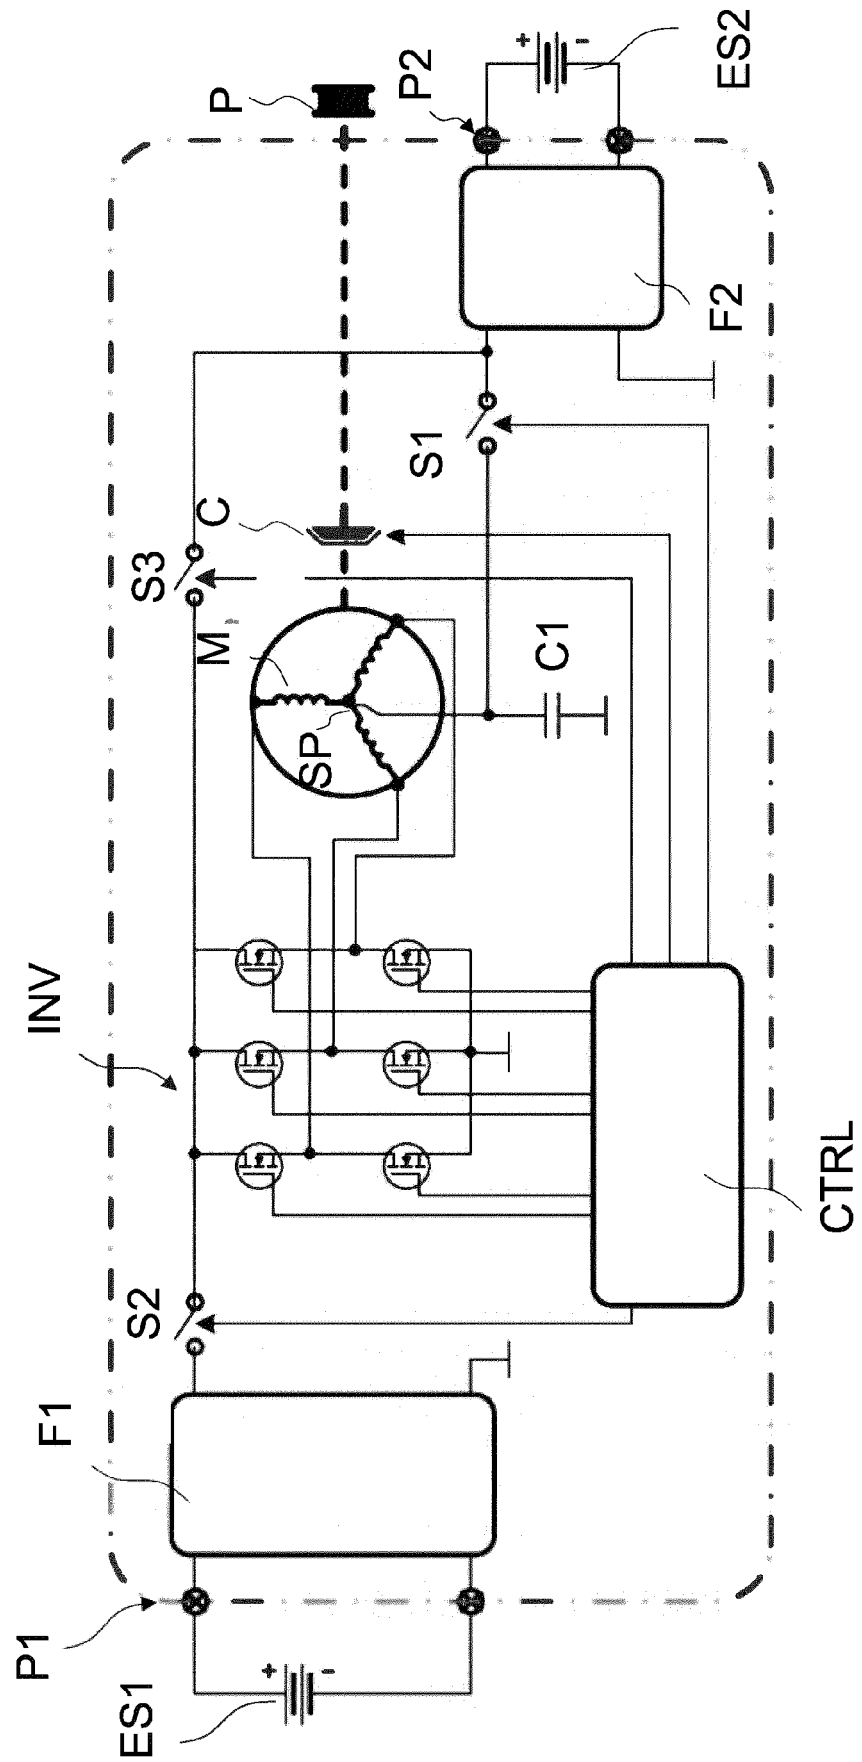 P1
F1
INV
ES1
S2
S3
M
C
P
+
-
SP
P2
S1
+
-
C1
F2
ES2
CTRL